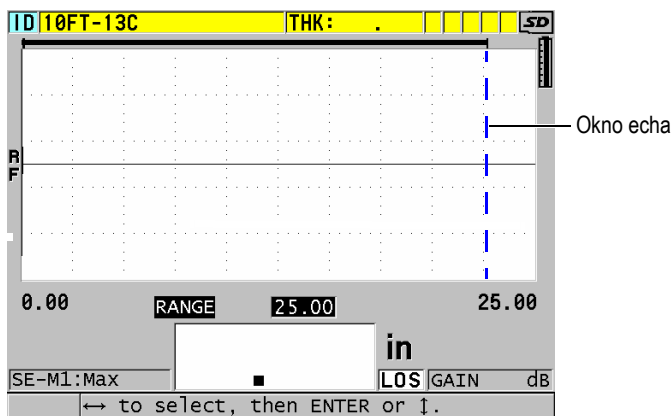 ID 10FT-13C THK: . SD
Okno echa
RF
0.00 RANGE 25.00 25.00
in
SE-M1:Max LOS GAIN dB
↔ to select, then ENTER or ↕.